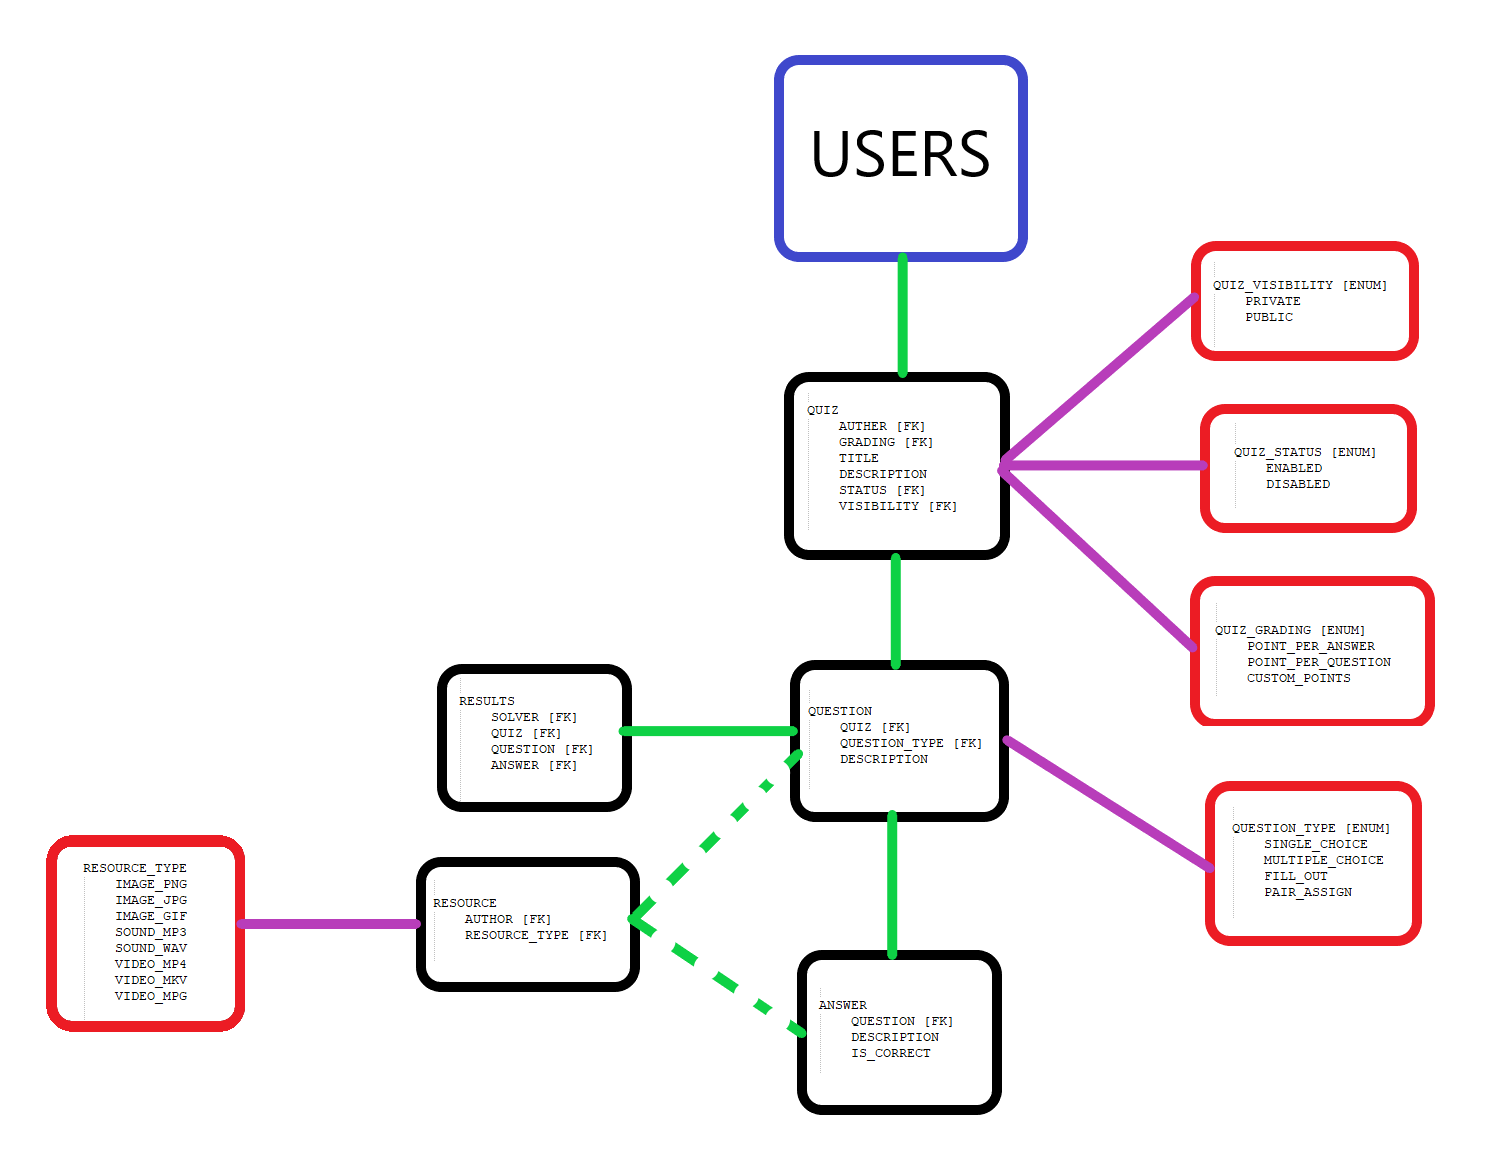 USERS
QUIZ_VISIBILITY [ENUM]
PRIVATE
PUBLIC
QUIZ
AUTHER [FK]
GRADING [FK]
TITLE
DESCRIPTION
STATUS [FK]
VISIBILITY [FK]
QUIZ_STATUS [ENUM]
ENABLED
DISABLED
QUIZ_GRADING [ENUM]
POINT_PER_ANSWER
POINT_PER_QUESTION
CUSTOM_POINTS
RESULTS
SOLVER [FK]
QUIZ [FK]
QUESTION [FK]
ANSWER [FK]
QUESTION
QUIZ [FK]
QUESTION_TYPE [FK]
DESCRIPTION
QUESTION_TYPE [ENUM]
SINGLE_CHOICE
MULTIPLE_CHOICE
FILL_OUT
PAIR_ASSIGN
RESOURCE_TYPE
IMAGE_PNG
IMAGE_JPG
IMAGE_GIF
SOUND_MP3
SOUND_WAV
VIDEO_MP4
VIDEO_MKV
VIDEO_MPG
RESOURCE
AUTHOR [FK]
RESOURCE_TYPE [FK]
ANSWER
QUESTION [FK]
DESCRIPTION
IS_CORRECT